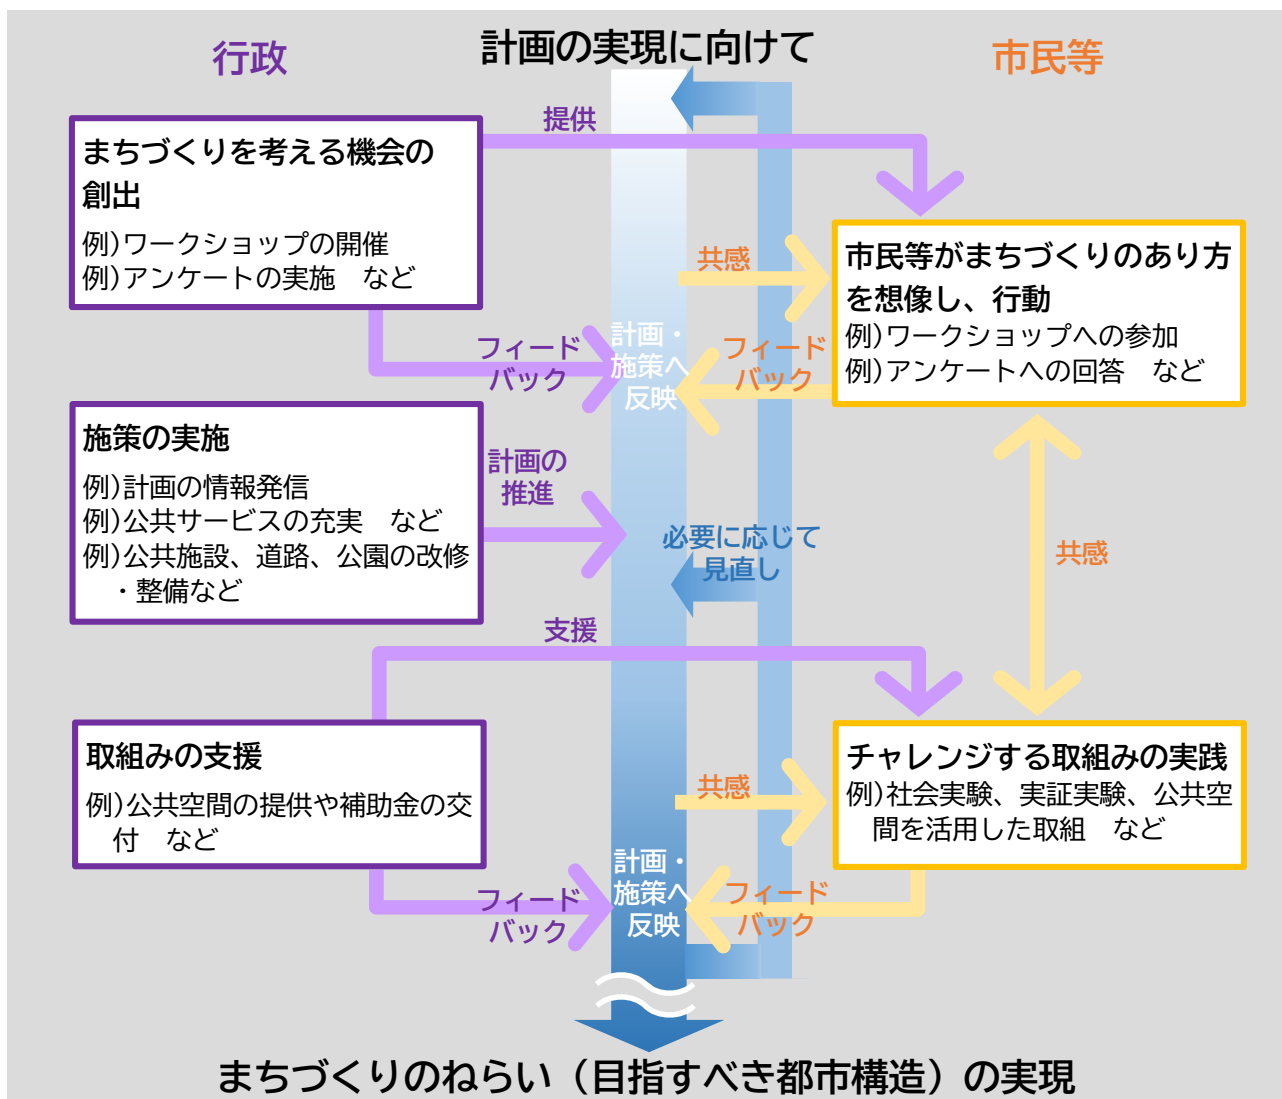 計画の実現に向けて
行政
市民等
提供
まちづくりを考える機会の
創出
例)ワークショップの開催
例)アンケートの実施　など
共感
市民等がまちづくりのあり方
を想像し、行動
例)ワークショップへの参加
例)アンケートへの回答　など
フィード
バック
計画・
施策へ
反映
フィード
バック
施策の実施
例)計画の情報発信
例)公共サービスの充実　など
例)公共施設、道路、公園の改修
・整備など
計画の
推進
必要に応じて
見直し
共感
支援
取組みの支援
例)公共空間の提供や補助金の交
付　など
共感
チャレンジする取組みの実践
例)社会実験、実証実験、公共空
間を活用した取組　など
フィード
バック
計画・
施策へ
反映
フィード
バック
まちづくりのねらい（目指すべき都市構造）の実現